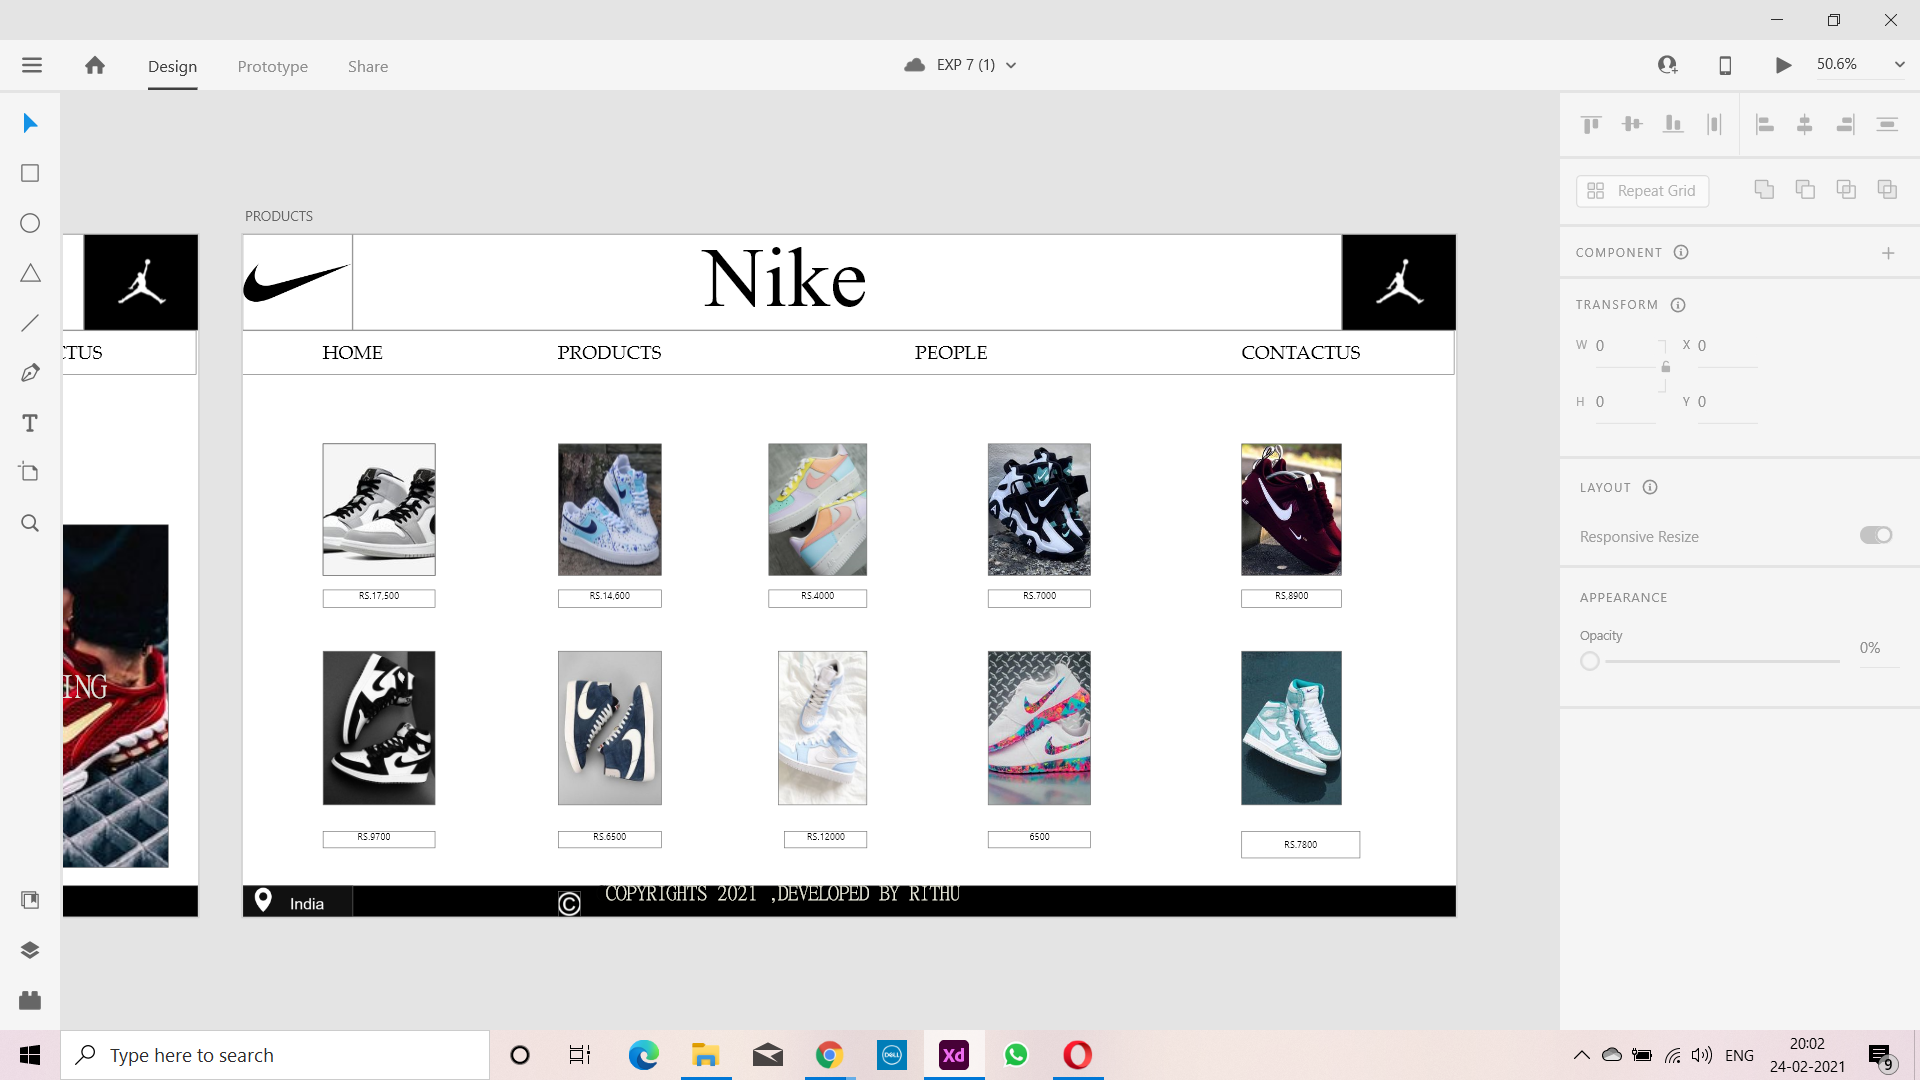 Design
Prototype
Share
EXP 7 (1)
50.6%
Repeat Grid
COMPONENT
TRANSFORM
W 0
X 0
H 0
Y 0
LAYOUT
Responsive Resize
APPEARANCE
Opacity
0%
PRODUCTS
Nike
CTUS
HOME
PRODUCTS
PEOPLE
CONTACTUS
RS.17,500
RS.14,600
RS.4000
RS.7000
RS,8900
ING
RS.9700
RS.6500
RS.12000
6500
RS.7800
India
© COPYRIGHTS 2021 ,DEVELOPED BY RITHU
Type here to search
DELL
Xd
ENG
20:02
24-02-2021
9